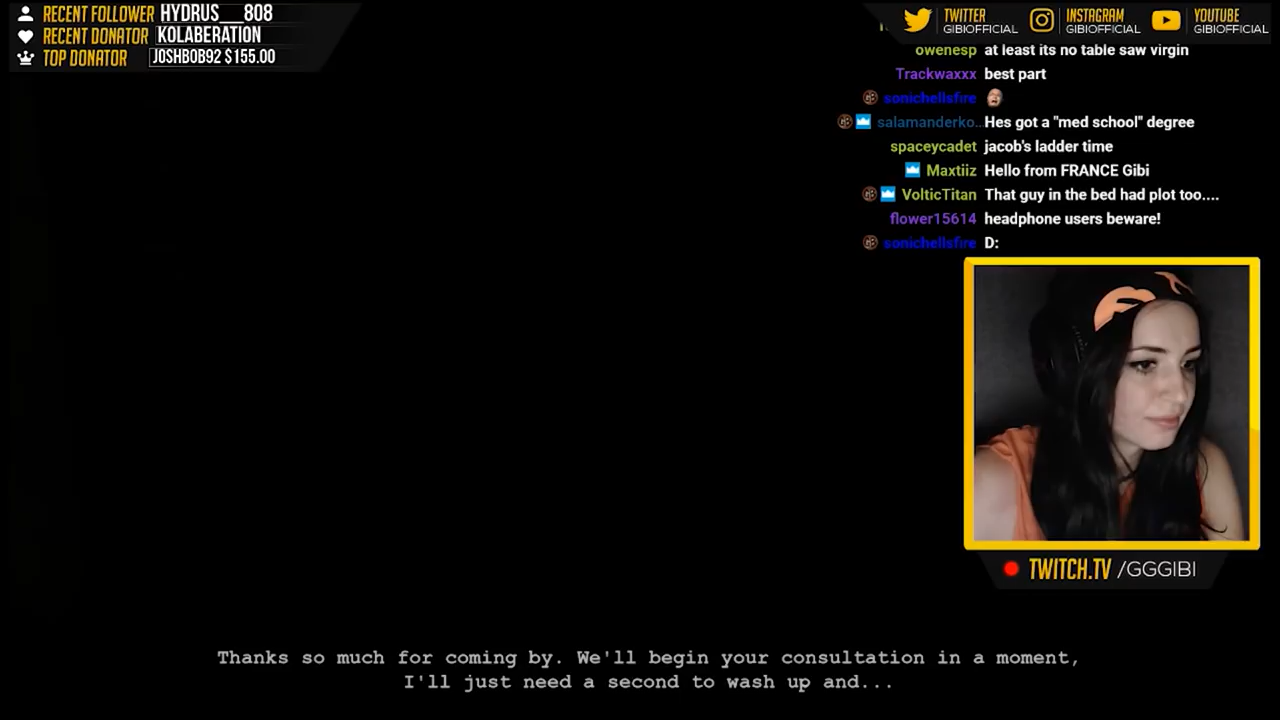 RECENT FOLLOWER HYDRUS__808
RECENT DONATOR KOLABERATION
TOP DONATOR JOSHBOB92 $155.00
TWITTER
GIBIOFFICIAL
INSTAGRAM
GIBIOFFICIAL
YOUTUBE
GIBIOFFICIAL
owenesp at least its no table saw virgin
Trackwaxxx best part
sonichellsfire
salamanderko.. Hes got a "med school" degree
spaceycadet jacob's ladder time
Maxtiiz Hello from FRANCE Gibi
VolticTitan That guy in the bed had plot too....
flower15614 headphone users beware!
sonichellsfire D:
TWITCH.TV /GGGIBI
Thanks so much for coming by. We'll begin your consultation in a moment,
I'll just need a second to wash up and...